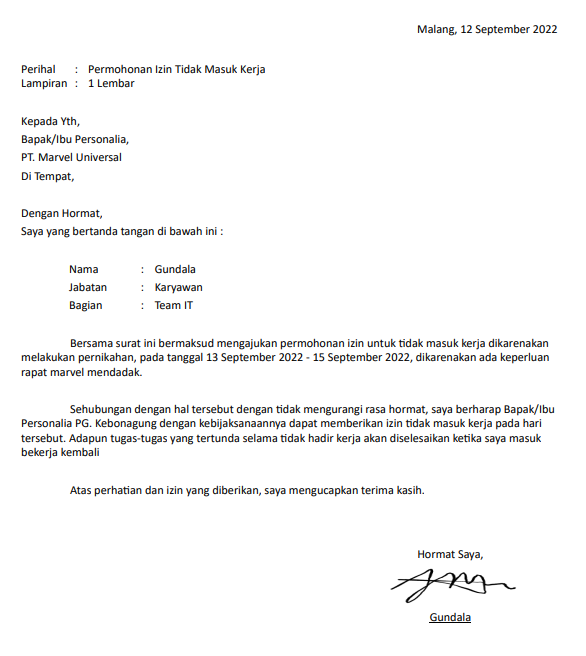 Malang, 12 September 2022
Perihal : Permohonan Izin Tidak Masuk Kerja
Lampiran : 1 Lembar
Kepada Yth,
Bapak/Ibu Personalia,
PT. Marvel Universal
Di Tempat,
Dengan Hormat,
Saya yang bertanda tangan di bawah ini :
Nama : Gundala
Jabatan : Karyawan
Bagian : Team IT
Bersama surat ini bermaksud mengajukan permohonan izin untuk tidak masuk kerja dikarenakan
melakukan pernikahan, pada tanggal 13 September 2022 - 15 September 2022, dikarenakan ada keperluan
rapat marvel mendadak.
Sehubungan dengan hal tersebut dengan tidak mengurangi rasa hormat, saya berharap Bapak/Ibu
Personalia PG. Kebonagung dengan kebijaksanaannya dapat memberikan izin tidak masuk kerja pada hari
tersebut. Adapun tugas-tugas yang tertunda selama tidak hadir kerja akan diselesaikan ketika saya masuk
bekerja kembali
Atas perhatian dan izin yang diberikan, saya mengucapkan terima kasih.
Hormat Saya,
Gundala